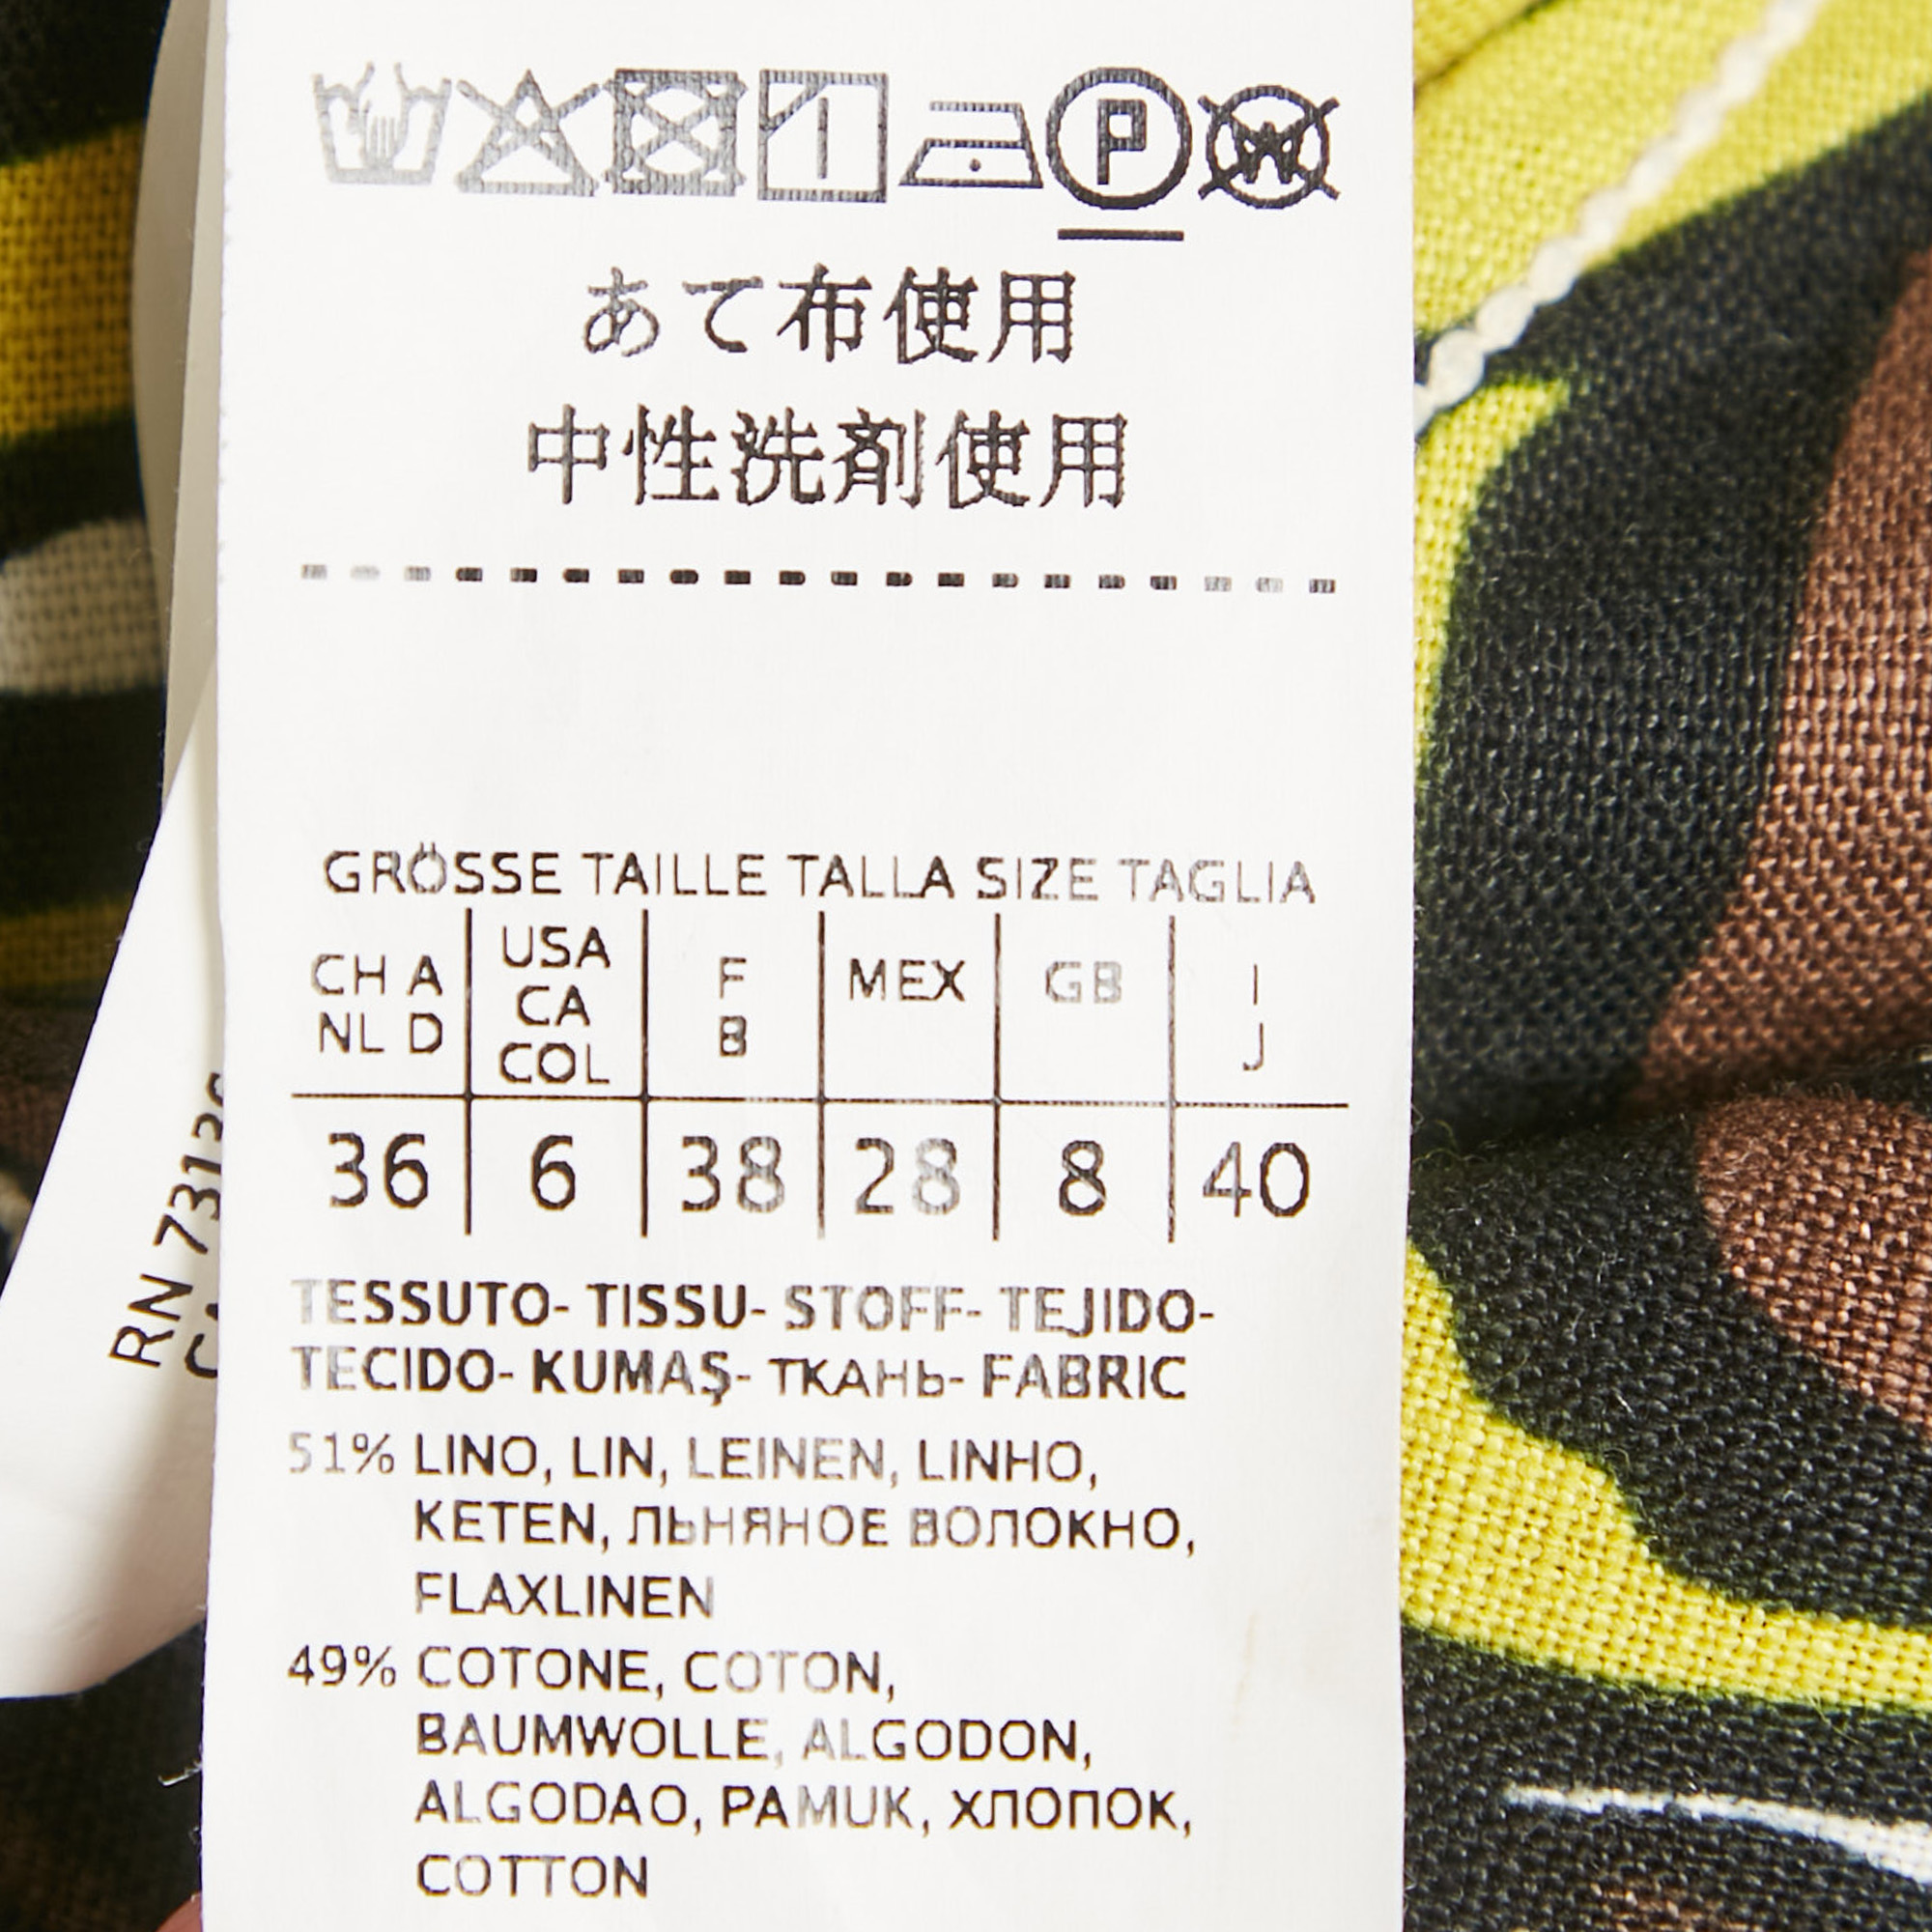 P W
あて布使用
中性洗剤使用
GRÖSSE TAILLE TALLA SIZE TAGLIA
CH A NL D
USA CA COL
F B
MEX
GB
I J
36 6 38 28 8 40
TESSUTO- TISSU- STOFF- TEJIDO-
TECIDO- KUMAŞ- ТКАНЬ- FABRIC
51% LINO, LIN, LEINEN, LINHO,
KETEN, ЛЬНЯНОЕ ВОЛОКНО,
FLAXLINEN
49% COTONE, COTON,
BAUMWOLLE, ALGODON,
ALGODAO, PAMUK, ХЛОПОК,
COTTON
RN